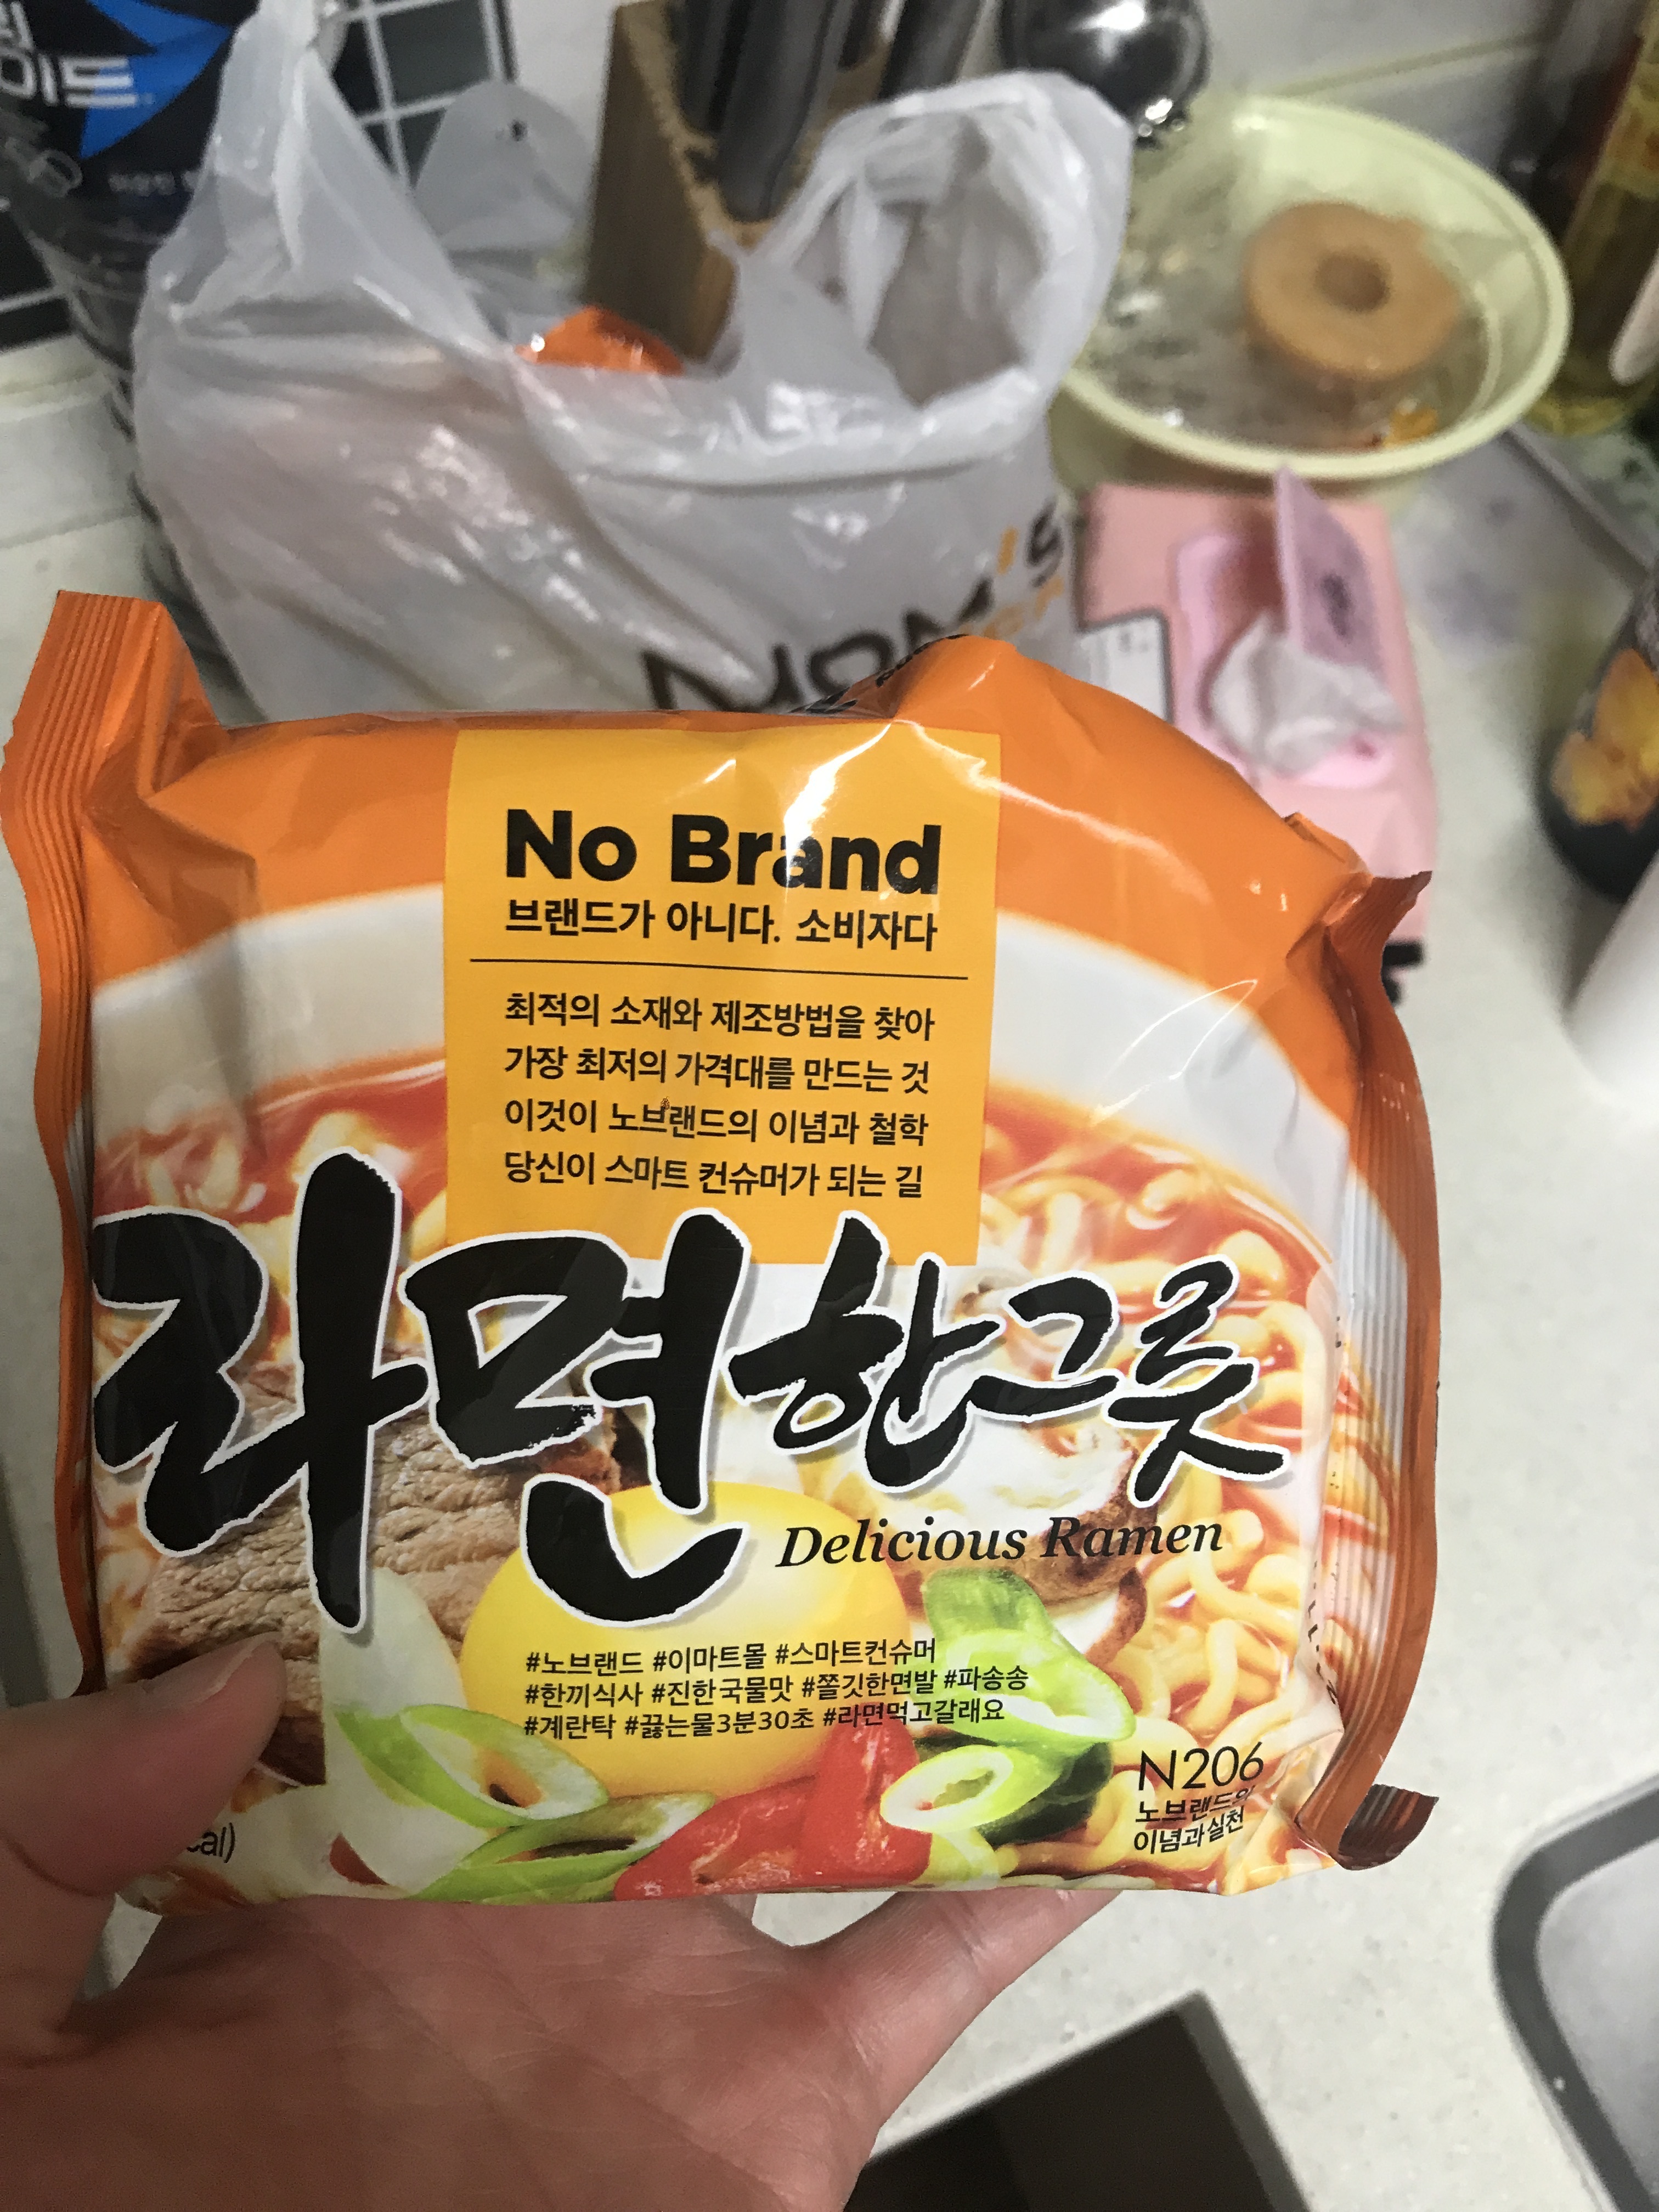 이드
MOM'S
No Brand
브랜드가 아니다. 소비자다
최적의 소재와 제조방법을 찾아
가장 최저의 가격대를 만드는 것
이것이 노브랜드의 이념과 철학
당신이 스마트 컨슈머가 되는 길
라면한그릇
Delicious Ramen
#노브랜드 #이마트몰 #스마트컨슈머
#한끼식사 #진한국물맛 #쫄깃한면발 #파송송
#계란탁 #끓는물3분30초 #라면먹고갈래요
N206
노브랜드의
이념과실천
cal)